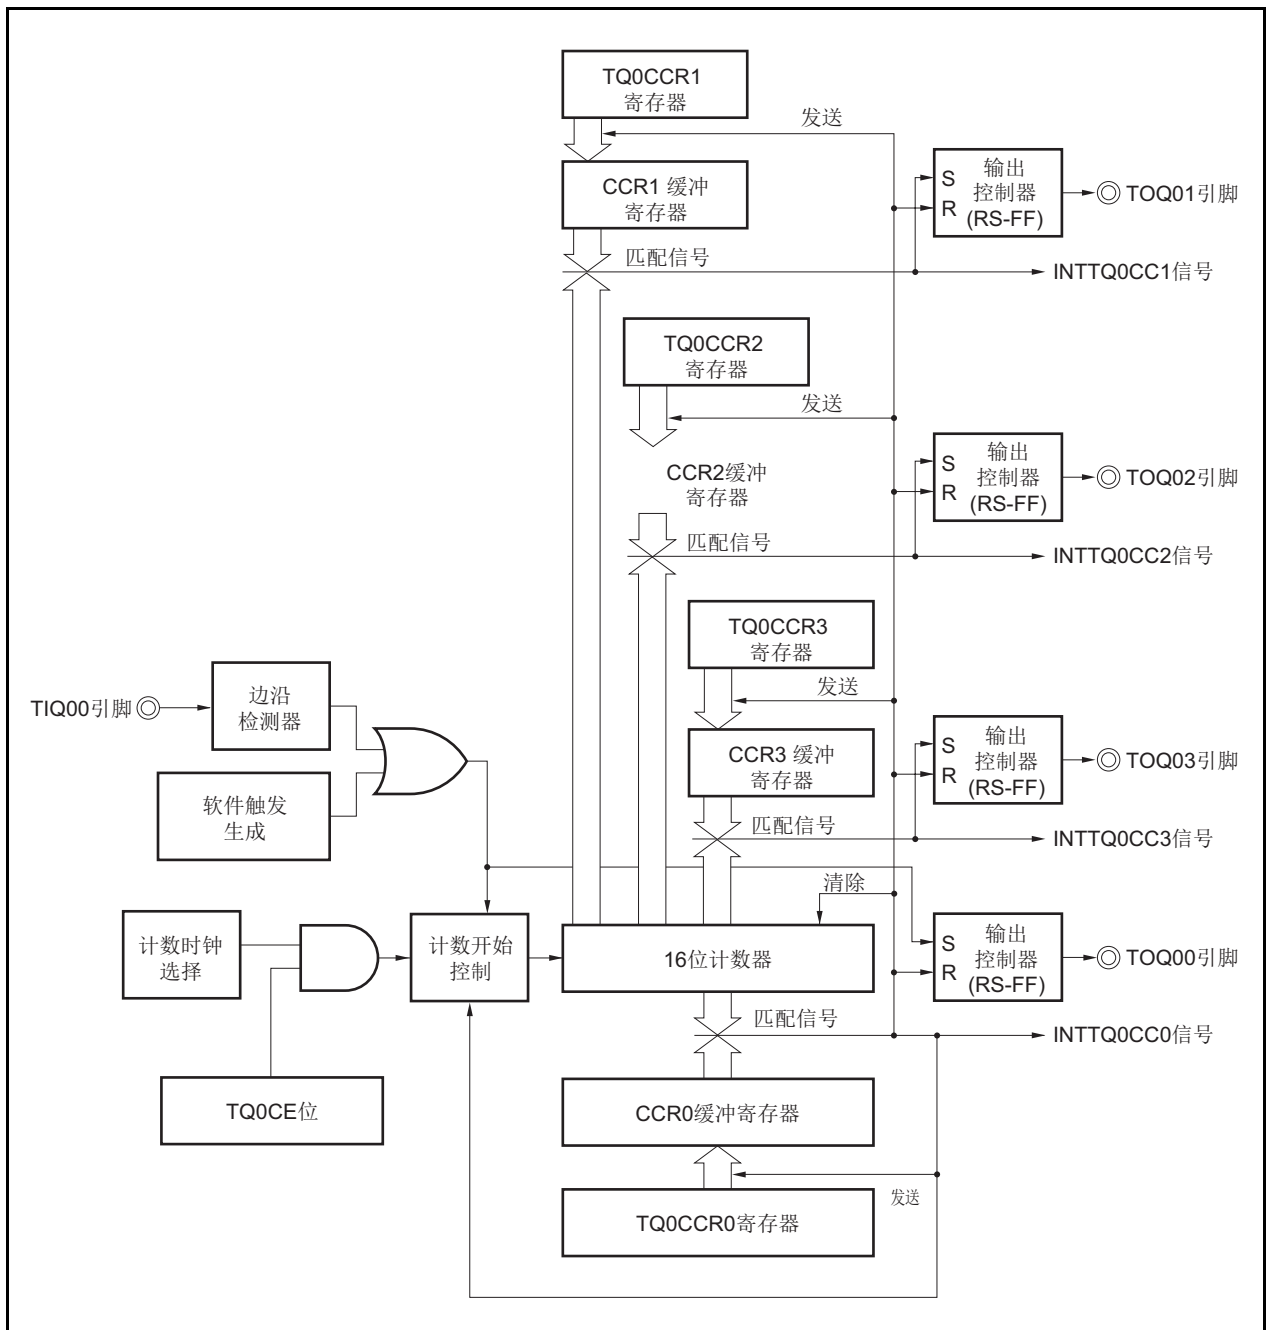 TQ0CCR1
寄存器
发送
CCR1 缓冲
寄存器
S
R
输出
控制器
(RS-FF)
TOQ01引脚
匹配信号
INTTQ0CC1信号
TQ0CCR2
寄存器
发送
CCR2缓冲
寄存器
S
R
输出
控制器
(RS-FF)
TOQ02引脚
匹配信号
INTTQ0CC2信号
TQ0CCR3
寄存器
发送
TIQ00引脚
边沿
检测器
CCR3 缓冲
寄存器
S
R
输出
控制器
(RS-FF)
TOQ03引脚
软件触发
生成
匹配信号
INTTQ0CC3信号
清除
计数时钟
选择
计数开始
控制
16位计数器
S
R
输出
控制器
(RS-FF)
TOQ00引脚
匹配信号
INTTQ0CC0信号
TQ0CE位
CCR0缓冲寄存器
发送
TQ0CCR0寄存器